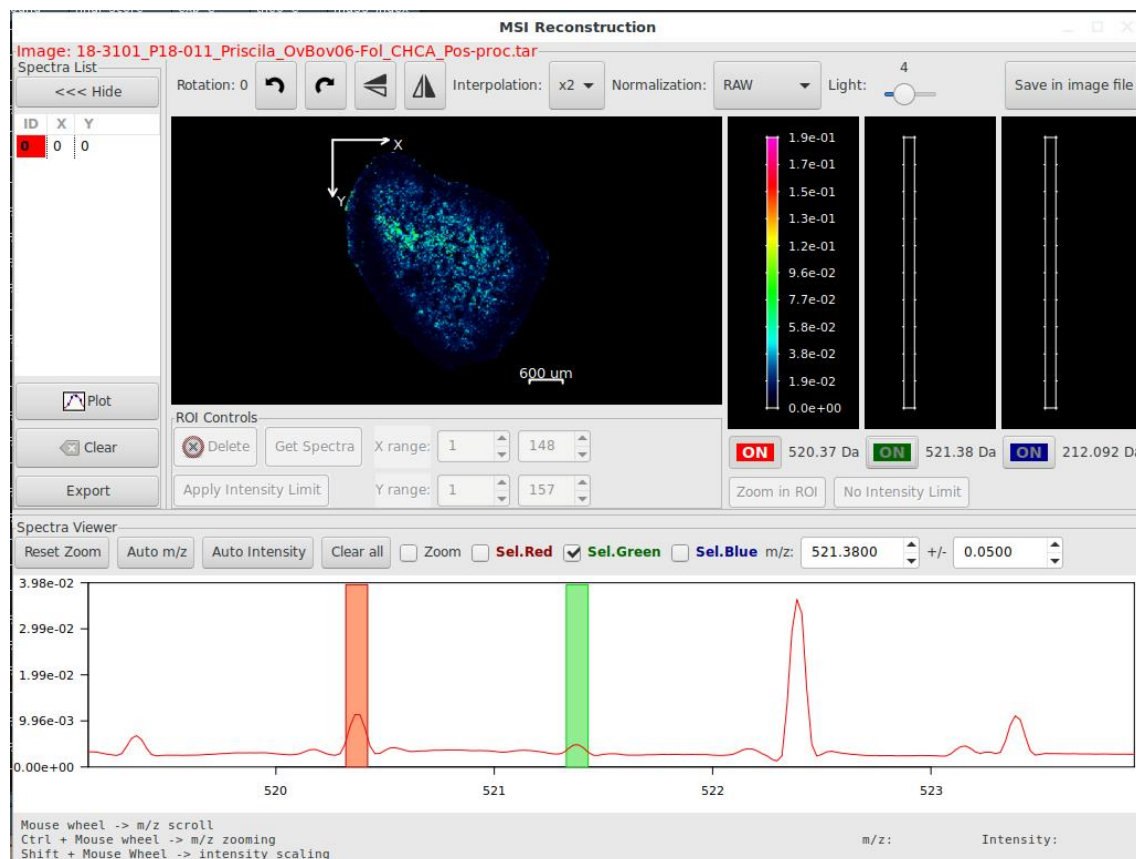 MSI Reconstruction
Image: 18-3101_P18-011_Priscila_OvBov06-Fol_CHCA_Pos-proc.tar
Spectra List
<<< Hide
Rotation: 0 Interpolation: x2 Normalization: RAW Light: 4 Save in image file
ID X Y
0 0 0
X
Y
600 um
1.9e-01
1.7e-01
1.5e-01
1.3e-01
1.2e-01
9.6e-02
7.7e-02
5.8e-02
3.8e-02
1.9e-02
0.0e+00
Plot
Clear
Export
ROI Controls
Delete Get Spectra X range: 1 148
Apply Intensity Limit Y range: 1 157
ON 520.37 Da ON 521.38 Da ON 212.092 Da
Zoom in ROI No Intensity Limit
Spectra Viewer
Reset Zoom Auto m/z Auto Intensity Clear all Zoom Sel.Red Sel.Green Sel.Blue m/z: 521.3800 +/- 0.0500
3.98e-02
2.99e-02
1.99e-02
9.96e-03
0.00e+00
520 521 522 523
Mouse wheel -> m/z scroll
Ctrl + Mouse wheel -> m/z zooming
Shift + Mouse Wheel -> intensity scaling
m/z: Intensity: